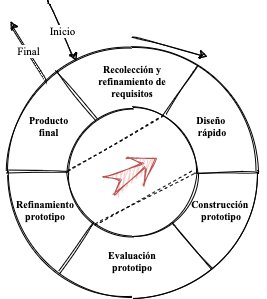 Inicio
Final
Recolección y
refinamiento de
requisitos
Diseño
rápido
Construcción
prototipo
Evaluación
prototipo
Refinamiento
prototipo
Producto
final